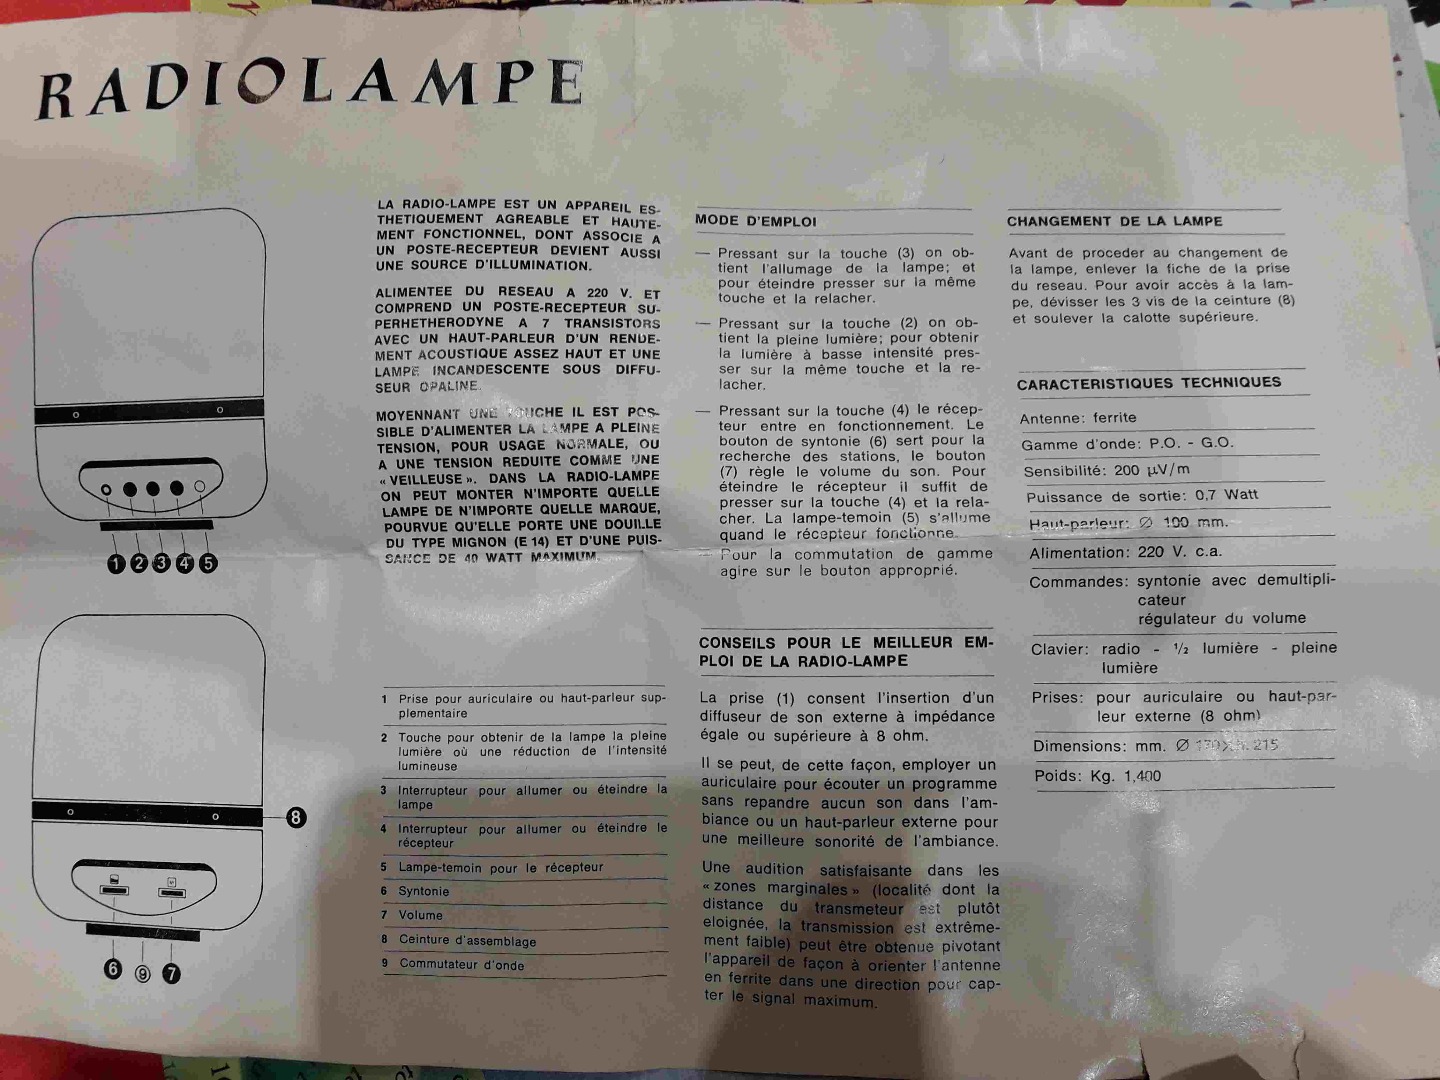 RADIOLAMPE
1 2 3 4 5
8
6 9 7
LA RADIO-LAMPE EST UN APPAREIL ES-
THETIQUEMENT AGREABLE ET HAUTE-
MENT FONCTIONNEL, DONT ASSOCIE A
UN POSTE-RECEPTEUR DEVIENT AUSSI
UNE SOURCE D'ILLUMINATION.
ALIMENTEE DU RESEAU A 220 V. ET
COMPREND UN POSTE-RECEPTEUR SU-
PERHETHERODYNE A 7 TRANSISTORS
AVEC UN HAUT-PARLEUR D'UN RENDE-
MENT ACOUSTIQUE ASSEZ HAUT ET UNE
LAMPE INCANDESCENTE SOUS DIFFU-
SEUR OPALINE.
MOYENNANT UNE TOUCHE IL EST POS-
SIBLE D'ALIMENTER LA LAMPE A PLEINE
TENSION, POUR USAGE NORMALE, OU
A UNE TENSION REDUITE COMME UNE
« VEILLEUSE ». DANS LA RADIO-LAMPE
ON PEUT MONTER N'IMPORTE QUELLE
LAMPE DE N'IMPORTE QUELLE MARQUE,
POURVUE QU'ELLE PORTE UNE DOUILLE
DU TYPE MIGNON (E 14) ET D'UNE PUIS-
SANCE DE 40 WATT MAXIMUM.
1 Prise pour auriculaire ou haut-parleur sup-
plementaire
2 Touche pour obtenir de la lampe la pleine
lumière où une réduction de l'intensité
lumineuse
3 Interrupteur pour allumer ou éteindre la
lampe
4 Interrupteur pour allumer ou éteindre le
récepteur
5 Lampe-temoin pour le récepteur
6 Syntonie
7 Volume
8 Ceinture d'assemblage
9 Commutateur d'onde
MODE D'EMPLOI
— Pressant sur la touche (3) on ob-
tient l'allumage de la lampe; et
pour éteindre presser sur la même
touche et la relacher.
— Pressant sur la touche (2) on ob-
tient la pleine lumière; pour obtenir
la lumière à basse intensité pres-
ser sur la même touche et la re-
lacher.
— Pressant sur la touche (4) le récep-
teur entre en fonctionnement. Le
bouton de syntonie (6) sert pour la
recherche des stations, le bouton
(7) règle le volume du son. Pour
éteindre le récepteur il suffit de
presser sur la touche (4) et la rela-
cher. La lampe-temoin (5) s'allume
quand le récepteur fonctionne.
— Pour la commutation de gamme
agire sur le bouton approprié.
CONSEILS POUR LE MEILLEUR EM-
PLOI DE LA RADIO-LAMPE
La prise (1) consent l'insertion d'un
diffuseur de son externe à impédance
égale ou supérieure à 8 ohm.
Il se peut, de cette façon, employer un
auriculaire pour écouter un programme
sans repandre aucun son dans l'am-
biance ou un haut-parleur externe pour
une meilleure sonorité de l'ambiance.
Une audition satisfaisante dans les
« zones marginales » (localité dont la
distance du transmeteur est plutôt
eloignée, la transmission est extrême-
ment faible) peut être obtenue pivotant
l'appareil de façon à orienter l'antenne
en ferrite dans une direction pour cap-
ter le signal maximum.
CHANGEMENT DE LA LAMPE
Avant de proceder au changement de
la lampe, enlever la fiche de la prise
du reseau. Pour avoir accès à la lam-
pe, dévisser les 3 vis de la ceinture (8)
et soulever la calotte supérieure.
CARACTERISTIQUES TECHNIQUES
Antenne: ferrite
Gamme d'onde: P.O. - G.O.
Sensibilité: 200 µV/m
Puissance de sortie: 0,7 Watt
Haut-parleur: Ø 100 mm.
Alimentation: 220 V. c.a.
Commandes: syntonie avec demultipli-
cateur
régulateur du volume
Clavier: radio - 1/2 lumière - pleine
lumière
Prises: pour auriculaire ou haut-par-
leur externe (8 ohm)
Dimensions: mm. Ø 215
Poids: Kg. 1,400